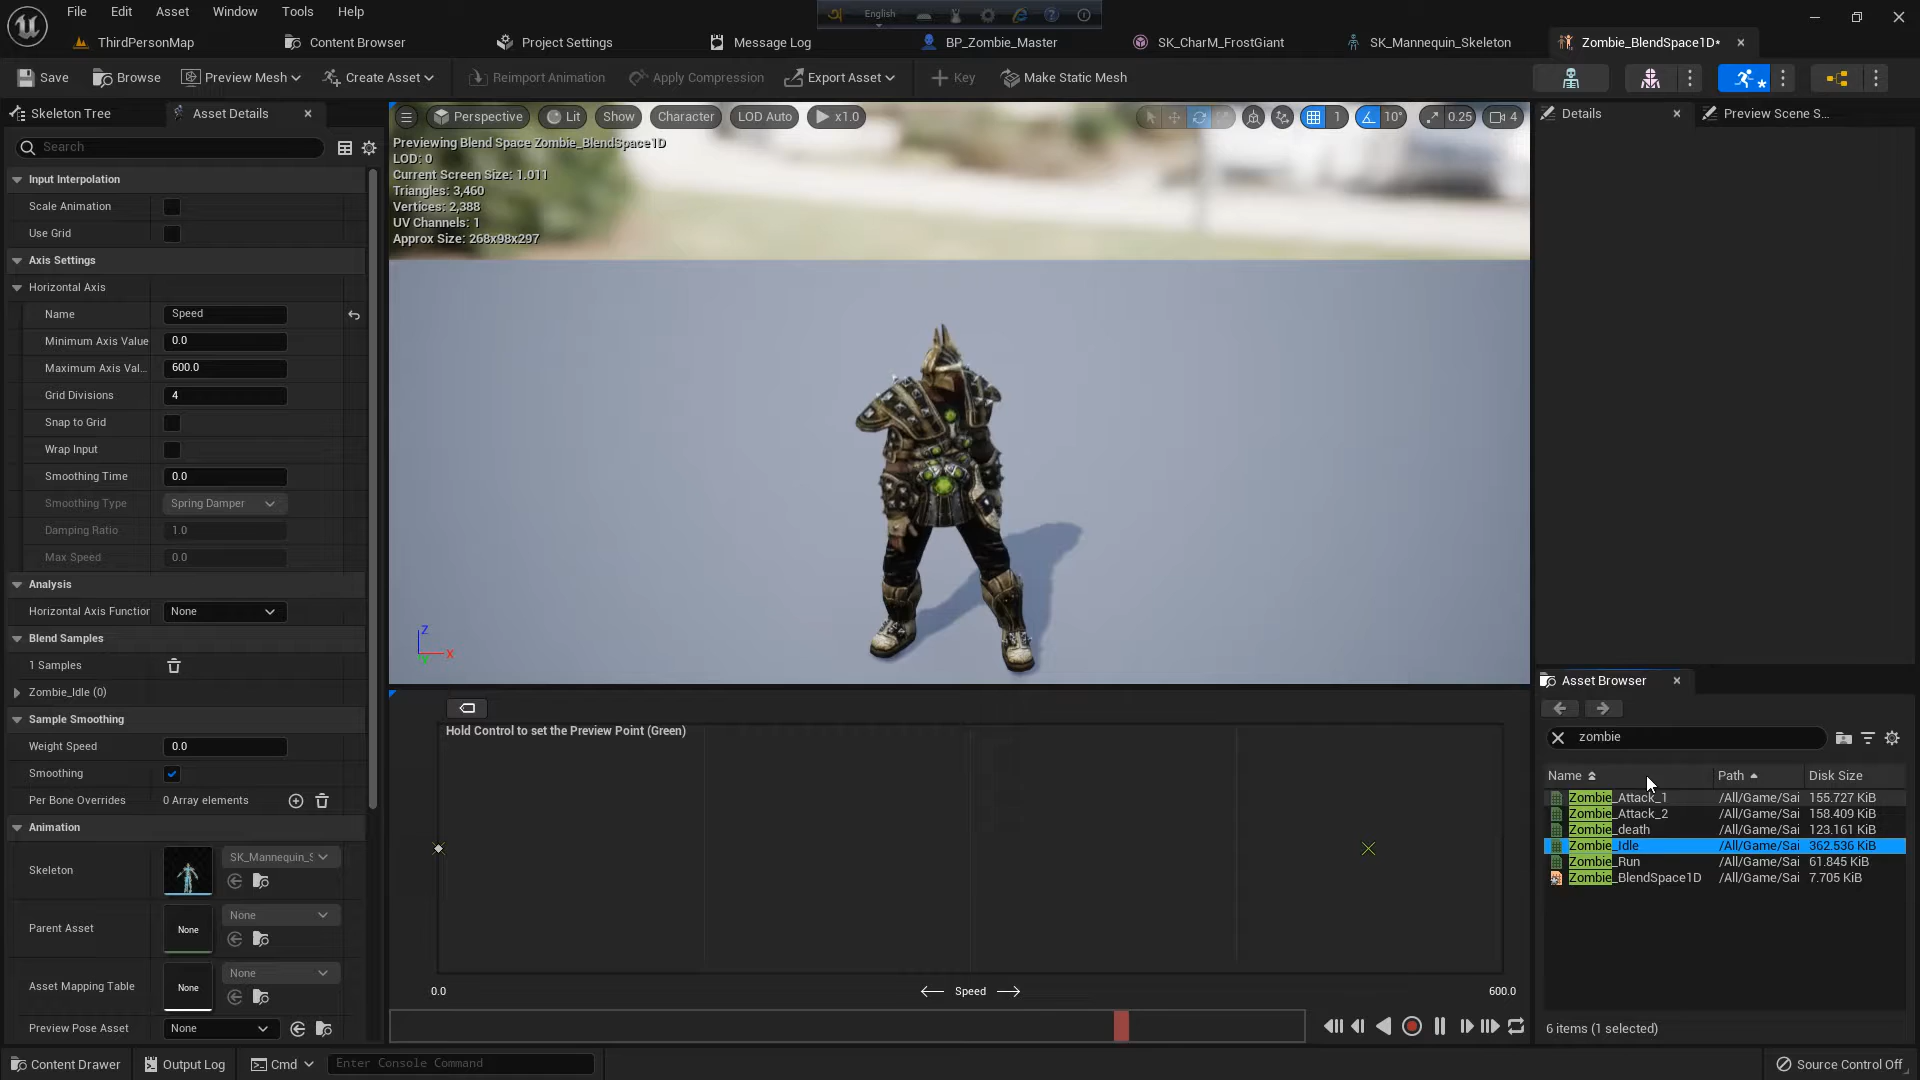 File Edit Asset Window Tools Help
English
ThirdPersonMap Content Browser Project Settings Message Log BP_Zombie_Master SK_CharM_FrostGiant SK_Mannequin_Skeleton Zombie_BlendSpace1D*
Save Browse Preview Mesh Create Asset Reimport Animation Apply Compression Export Asset Key Make Static Mesh
Skeleton Tree Asset Details
Search
Input Interpolation
Scale Animation
Use Grid
Axis Settings
Horizontal Axis
Name Speed
Minimum Axis Value 0.0
Maximum Axis Val... 600.0
Grid Divisions 4
Snap to Grid
Wrap Input
Smoothing Time 0.0
Smoothing Type Spring Damper
Damping Ratio 1.0
Max Speed 0.0
Analysis
Horizontal Axis Function None
Blend Samples
1 Samples
Zombie_Idle (0)
Sample Smoothing
Weight Speed 0.0
Smoothing
Per Bone Overrides 0 Array elements
Animation
Skeleton SK_Mannequin_S
Parent Asset None None
Asset Mapping Table None None
Preview Pose Asset None
Perspective Lit Show Character LOD Auto x1.0 1 10° 0.25 4
Previewing Blend Space Zombie_BlendSpace1D
LOD: 0
Current Screen Size: 1.011
Triangles: 3,460
Vertices: 2,388
UV Channels: 1
Approx Size: 268x98x297
Z
X
Y
Hold Control to set the Preview Point (Green)
0.0 Speed 600.0
Details Preview Scene S...
Asset Browser
zombie
Name Path Disk Size
Zombie_Attack_1 /All/Game/Sai 155.727 KiB
Zombie_Attack_2 /All/Game/Sai 158.409 KiB
Zombie_death /All/Game/Sai 123.161 KiB
Zombie_Idle /All/Game/Sai 362.536 KiB
Zombie_Run /All/Game/Sai 61.845 KiB
Zombie_BlendSpace1D /All/Game/Sai 7.705 KiB
6 items (1 selected)
Content Drawer Output Log Cmd Enter Console Command Source Control Off